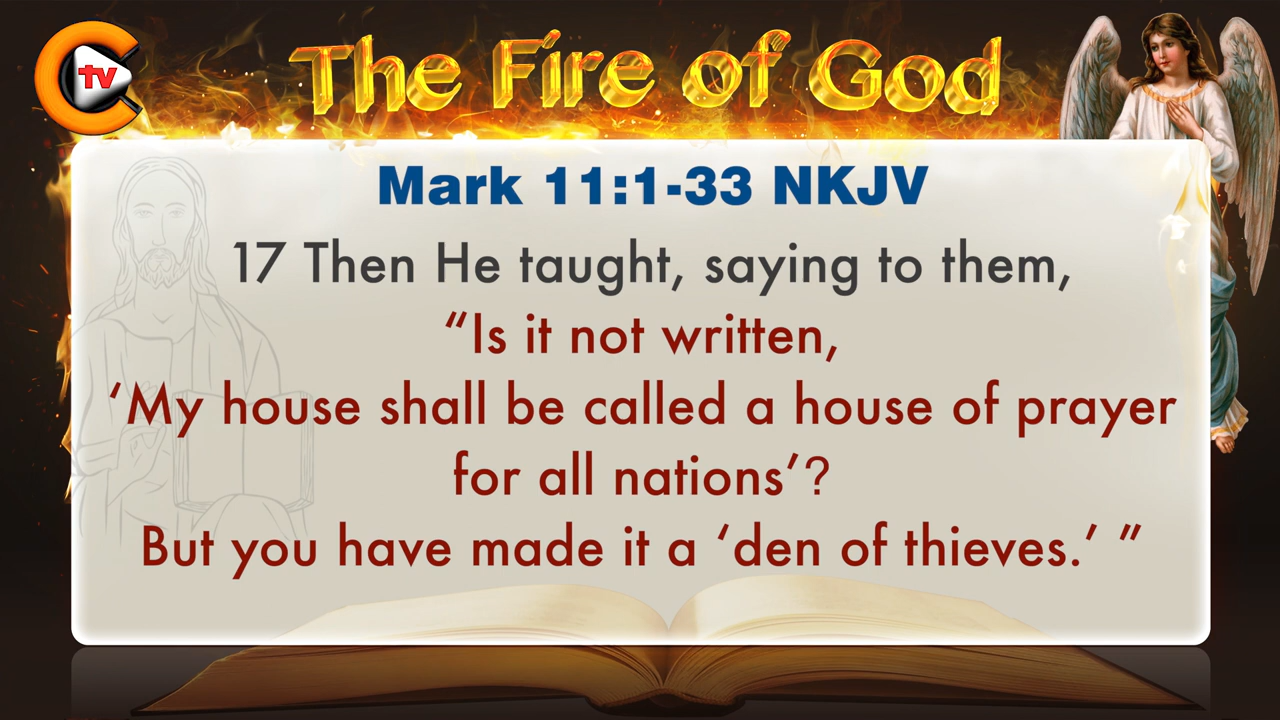 tv
The Fire of God
Mark 11:1-33 NKJV
17 Then He taught, saying to them,
“Is it not written,
‘My house shall be called a house of prayer
for all nations’?
But you have made it a ‘den of thieves.’ ”